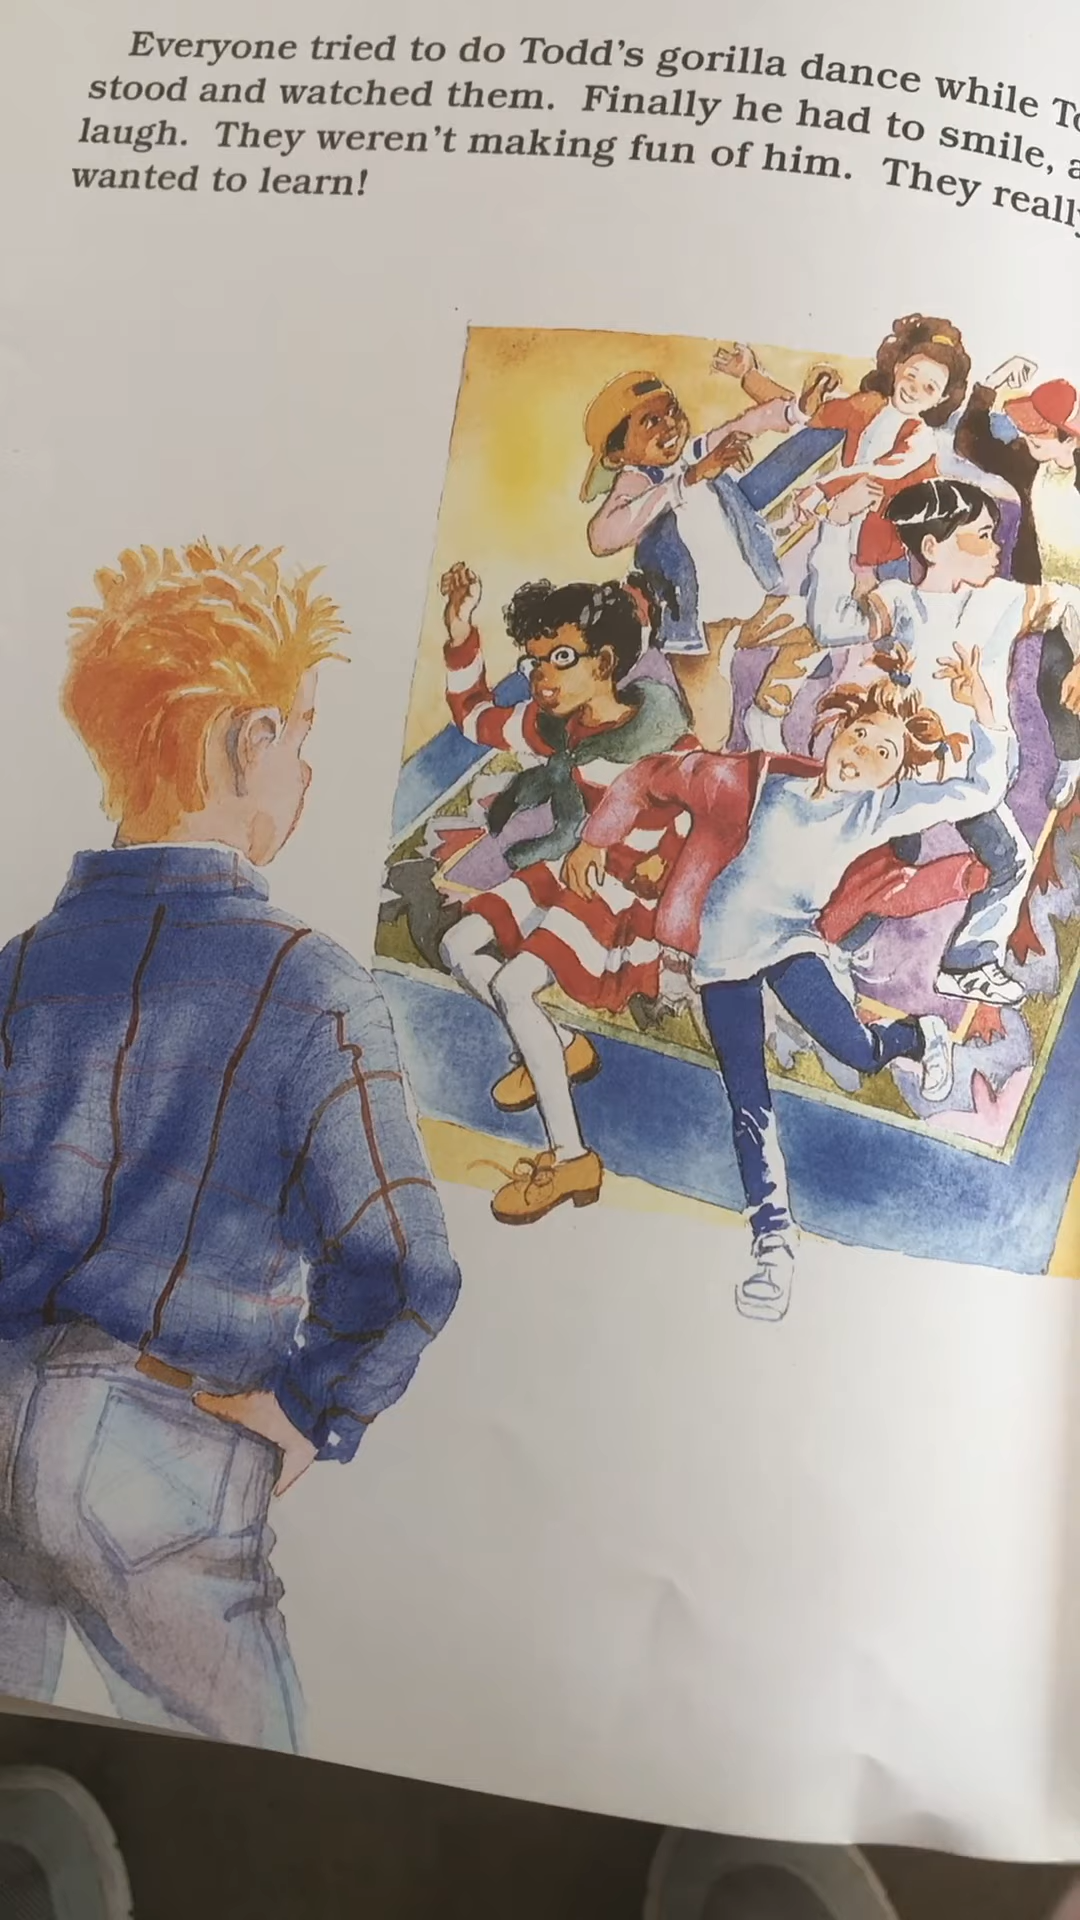 Everyone tried to do Todd's gorilla dance while
stood and watched them. Finally he had to smile,
laugh. They weren't making fun of him. They really
wanted to learn!